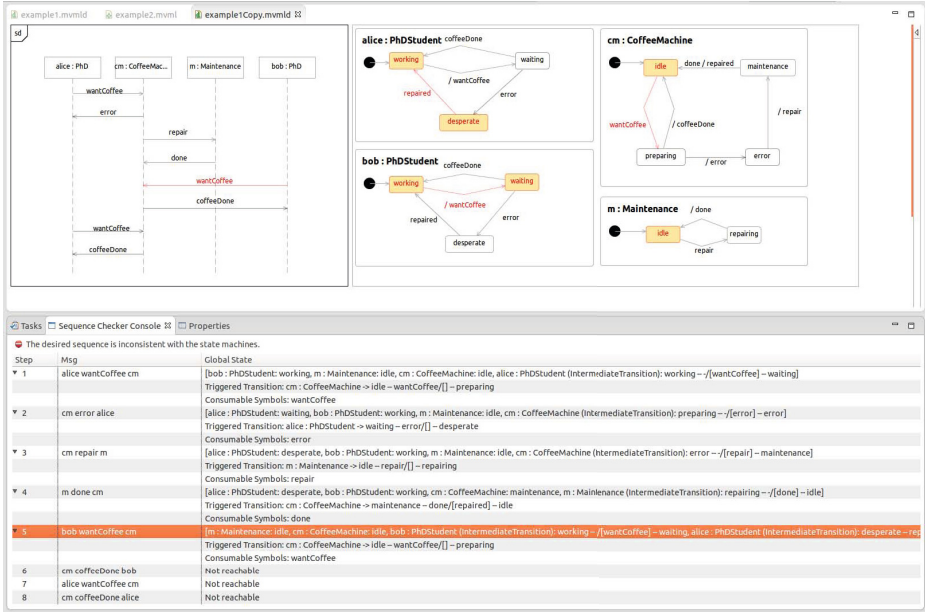 example1.mvmld example2.mvml example1Copy.mvmld
sd
alice : PhD cm : CoffeeMac... m : Maintenance bob : PhD
wantCoffee
error
repair
done
wantCoffee
coffeeDone
wantCoffee
coffeeDone
alice : PhDStudent
coffeeDone
working
waiting
/ wantCoffee
repaired
error
desperate
bob : PhDStudent
coffeeDone
working
waiting
/ wantCoffee
repaired
error
desperate
cm : CoffeeMachine
idle
done / repaired
maintenance
wantCoffee
/ coffeeDone
/ repair
preparing
/ error
error
m : Maintenance
/ done
idle
repairing
repair
Tasks Sequence Checker Console Properties
The desired sequence is inconsistent with the state machines.
Step Msg Global State
1 alice wantCoffee cm [bob : PhDStudent: working, m : Maintenance: idle, cm : CoffeeMachine: idle, alice : PhDStudent (IntermediateTransition): working – -/[wantCoffee] – waiting]
Triggered Transition: cm : CoffeeMachine -> idle – wantCoffee/[] – preparing
Consumable Symbols: wantCoffee
2 cm error alice [alice : PhDStudent: waiting, bob : PhDStudent: working, m : Maintenance: idle, cm : CoffeeMachine (IntermediateTransition): preparing – -/[error] – error]
Triggered Transition: alice : PhDStudent -> waiting – error/[] – desperate
Consumable Symbols: error
3 cm repair m [alice : PhDStudent: desperate, bob : PhDStudent: working, m : Maintenance: idle, cm : CoffeeMachine (IntermediateTransition): error – -/[repair] – maintenance]
Triggered Transition: m : Maintenance -> idle – repair/[] – repairing
Consumable Symbols: repair
4 m done cm [alice : PhDStudent: desperate, bob : PhDStudent: working, cm : CoffeeMachine: maintenance, m : Maintenance (IntermediateTransition): repairing – -/[done] – idle]
Triggered Transition: cm : CoffeeMachine -> maintenance – done/[repaired] – idle
Consumable Symbols: done
5 bob wantCoffee cm [m : Maintenance: idle, cm : CoffeeMachine: idle, bob : PhDStudent (IntermediateTransition): working – /[wantCoffee] – waiting, alice : PhDStudent (IntermediateTransition): desperate – rep
Triggered Transition: cm : CoffeeMachine -> idle – wantCoffee/[] – preparing
Consumable Symbols: wantCoffee
6 cm coffeeDone bob Not reachable
7 alice wantCoffee cm Not reachable
8 cm coffeeDone alice Not reachable